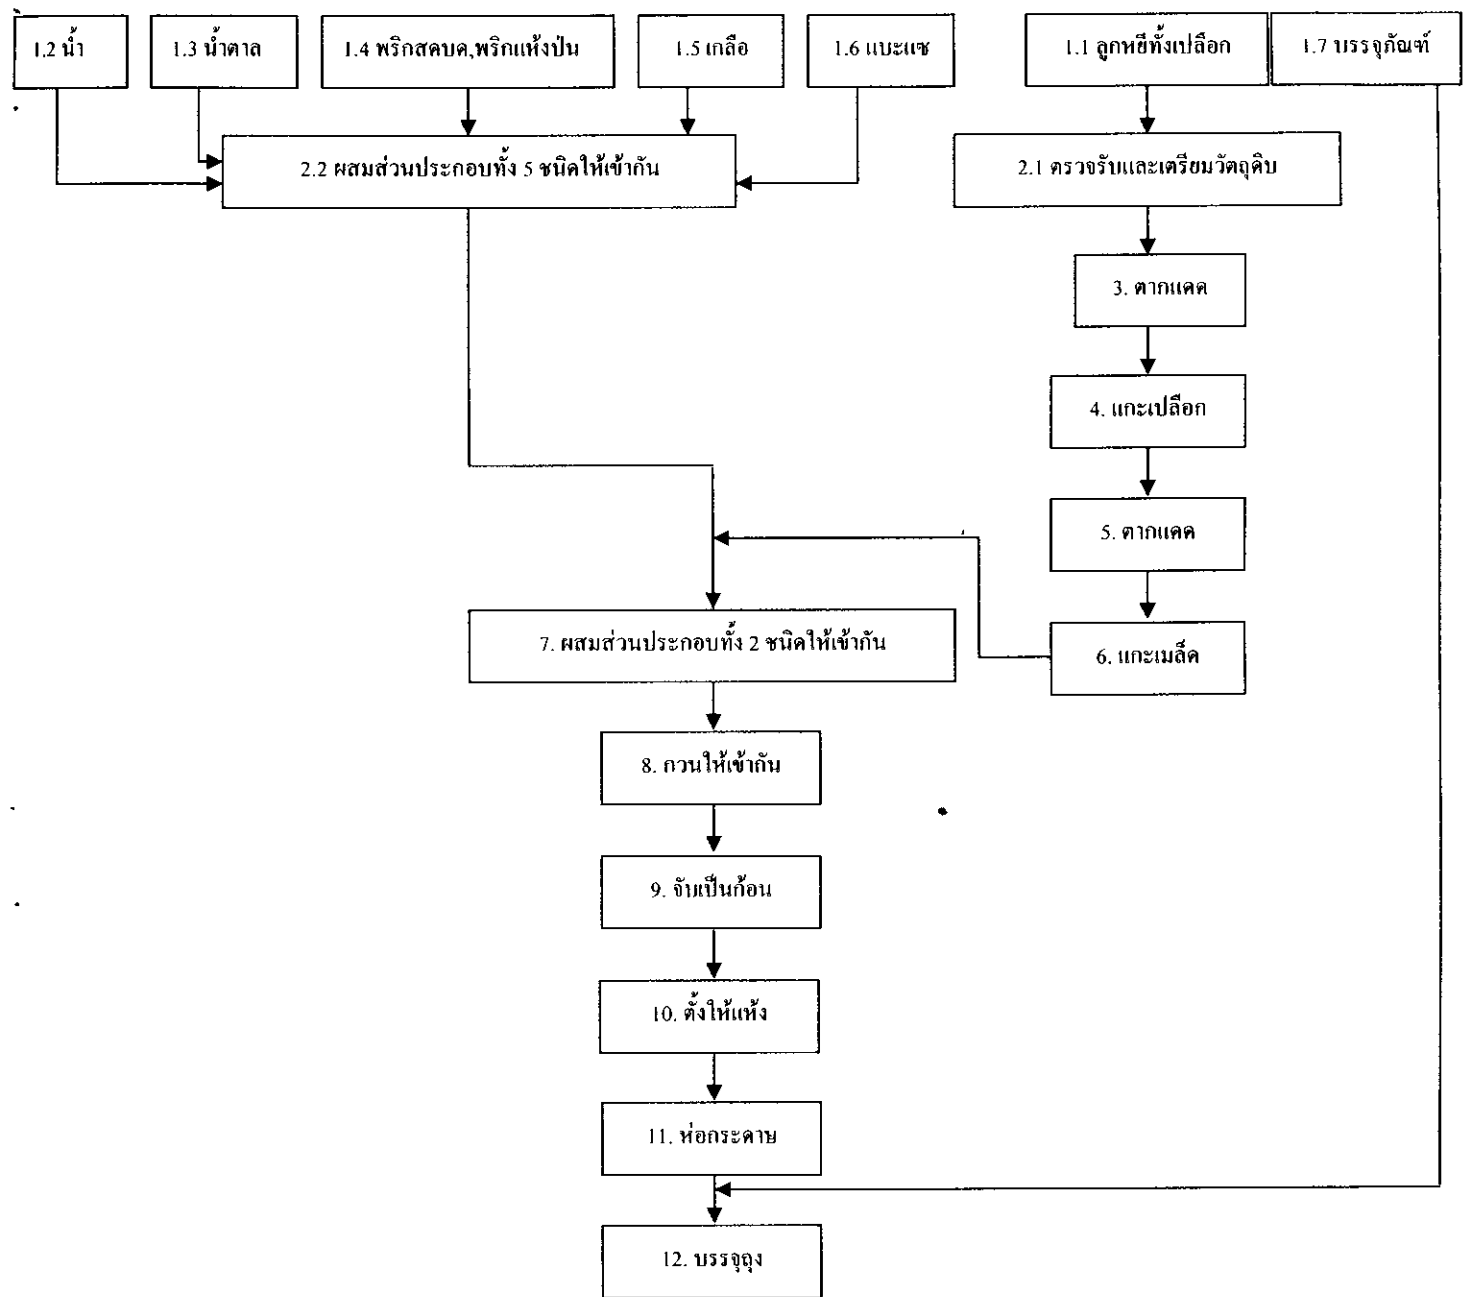 1.2 น้ำ
1.3 น้ำตาล
1.4 พริกสดบด,พริกแห้งป่น
1.5 เกลือ
1.6 แบะแซ
1.1 ลูกหยีทั้งเปลือก
1.7 บรรจุภัณฑ์
2.2 ผสมส่วนประกอบทั้ง 5 ชนิดให้เข้ากัน
2.1 ตรวจรับและเตรียมวัตถุดิบ
3. ตากแดด
4. แกะเปลือก
5. ตากแดด
6. แกะเมล็ด
7. ผสมส่วนประกอบทั้ง 2 ชนิดให้เข้ากัน
8. กวนให้เข้ากัน
9. จับเป็นก้อน
10. ตั้งให้แห้ง
11. ห่อกระดาษ
12. บรรจุถุง